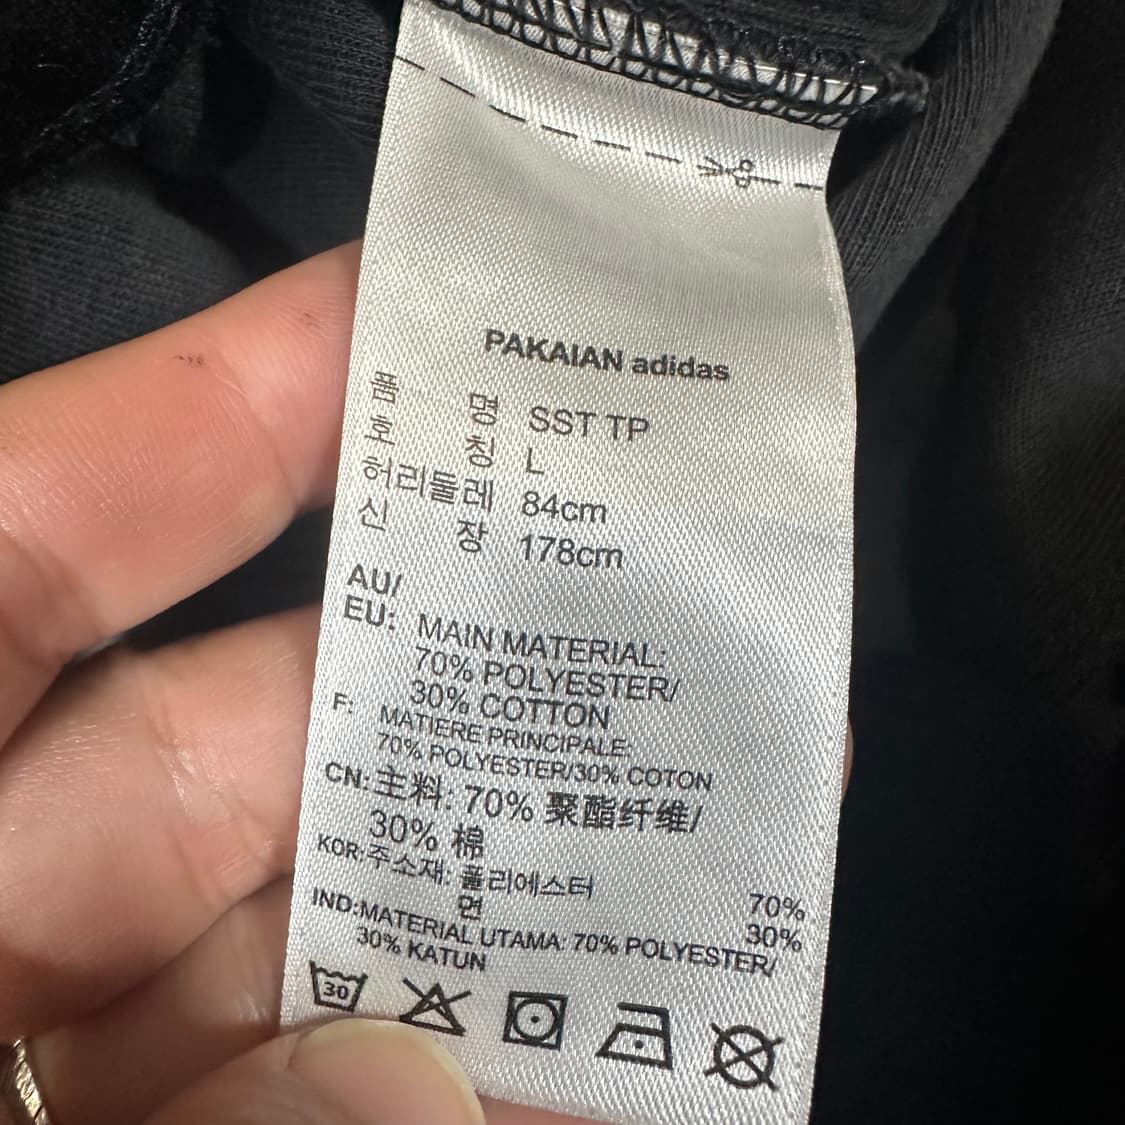 PAKAIAN adidas
품 명 SST TP
호 칭 L
허리둘레 84cm
신 장 178cm
AU/
EU: MAIN MATERIAL:
70% POLYESTER/
30% COTTON
F: MATIERE PRINCIPALE:
70% POLYESTER/30% COTON
CN: 主料: 70% 聚酯纤维/
30% 棉
KOR: 주소재: 폴리에스터 70%
면 30%
IND: MATERIAL UTAMA: 70% POLYESTER/
30% KATUN
30